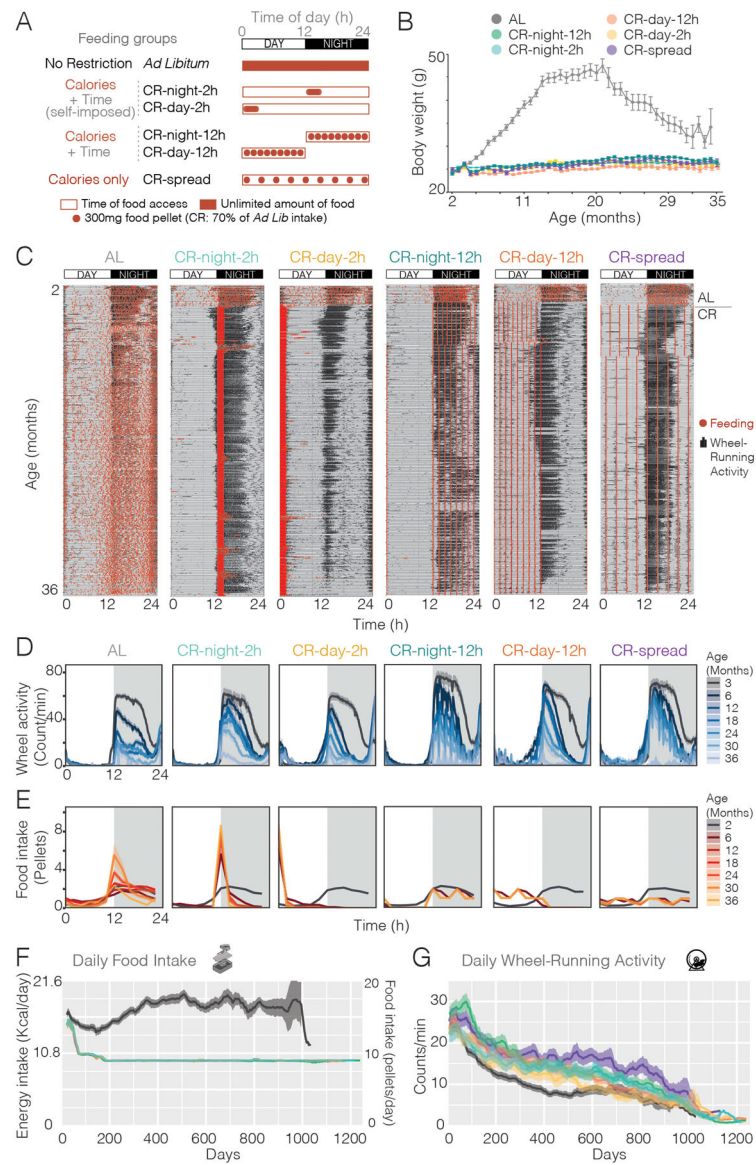 A
Time of day (h)
0 12 24
Feeding groups
DAY NIGHT
No Restriction Ad Libitum
Calories
+ Time
(self-imposed)
CR-night-2h
CR-day-2h
Calories
+ Time
CR-night-12h
CR-day-12h
Calories only CR-spread
Time of food access Unlimited amount of food
300mg food pellet (CR: 70% of Ad Lib intake)
B
AL CR-day-12h
CR-night-12h CR-day-2h
CR-night-2h CR-spread
Body weight (g)
50
20
2 11 20 29 35
Age (months)
C
AL CR-night-2h CR-day-2h CR-night-12h CR-day-12h CR-spread
DAY NIGHT DAY NIGHT DAY NIGHT DAY NIGHT DAY NIGHT DAY NIGHT
2
AL
CR
Age (months)
Feeding
Wheel-
Running
Activity
36
0 12 24 0 12 24 0 12 24 0 12 24 0 12 24 0 12 24
Time (h)
D
AL CR-night-2h CR-day-2h CR-night-12h CR-day-12h CR-spread
Wheel activity
(Count/min)
80
40
0
0 12 24
Age
(Months)
3
6
12
18
24
30
36
E
Food intake
(Pellets)
8
4
0
0 12 24
Time (h)
Age
(Months)
2
6
12
18
24
30
36
F
Daily Food Intake
Energy intake (Kcal/day)
21.6
10.8
0
Food intake (pellets/day)
20
10
0
0 200 400 600 800 1000 1200
Days
G
Daily Wheel-Running Activity
Counts/min
30
20
10
0
0 200 400 600 800 1000 1200
Days